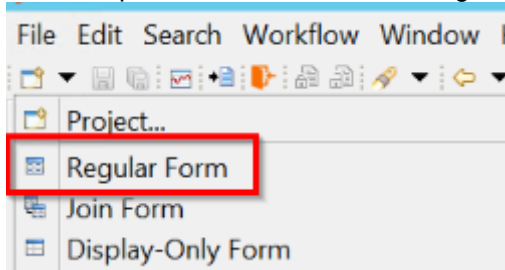 File Edit Search Workflow Window
Project...
Regular Form
Join Form
Display-Only Form